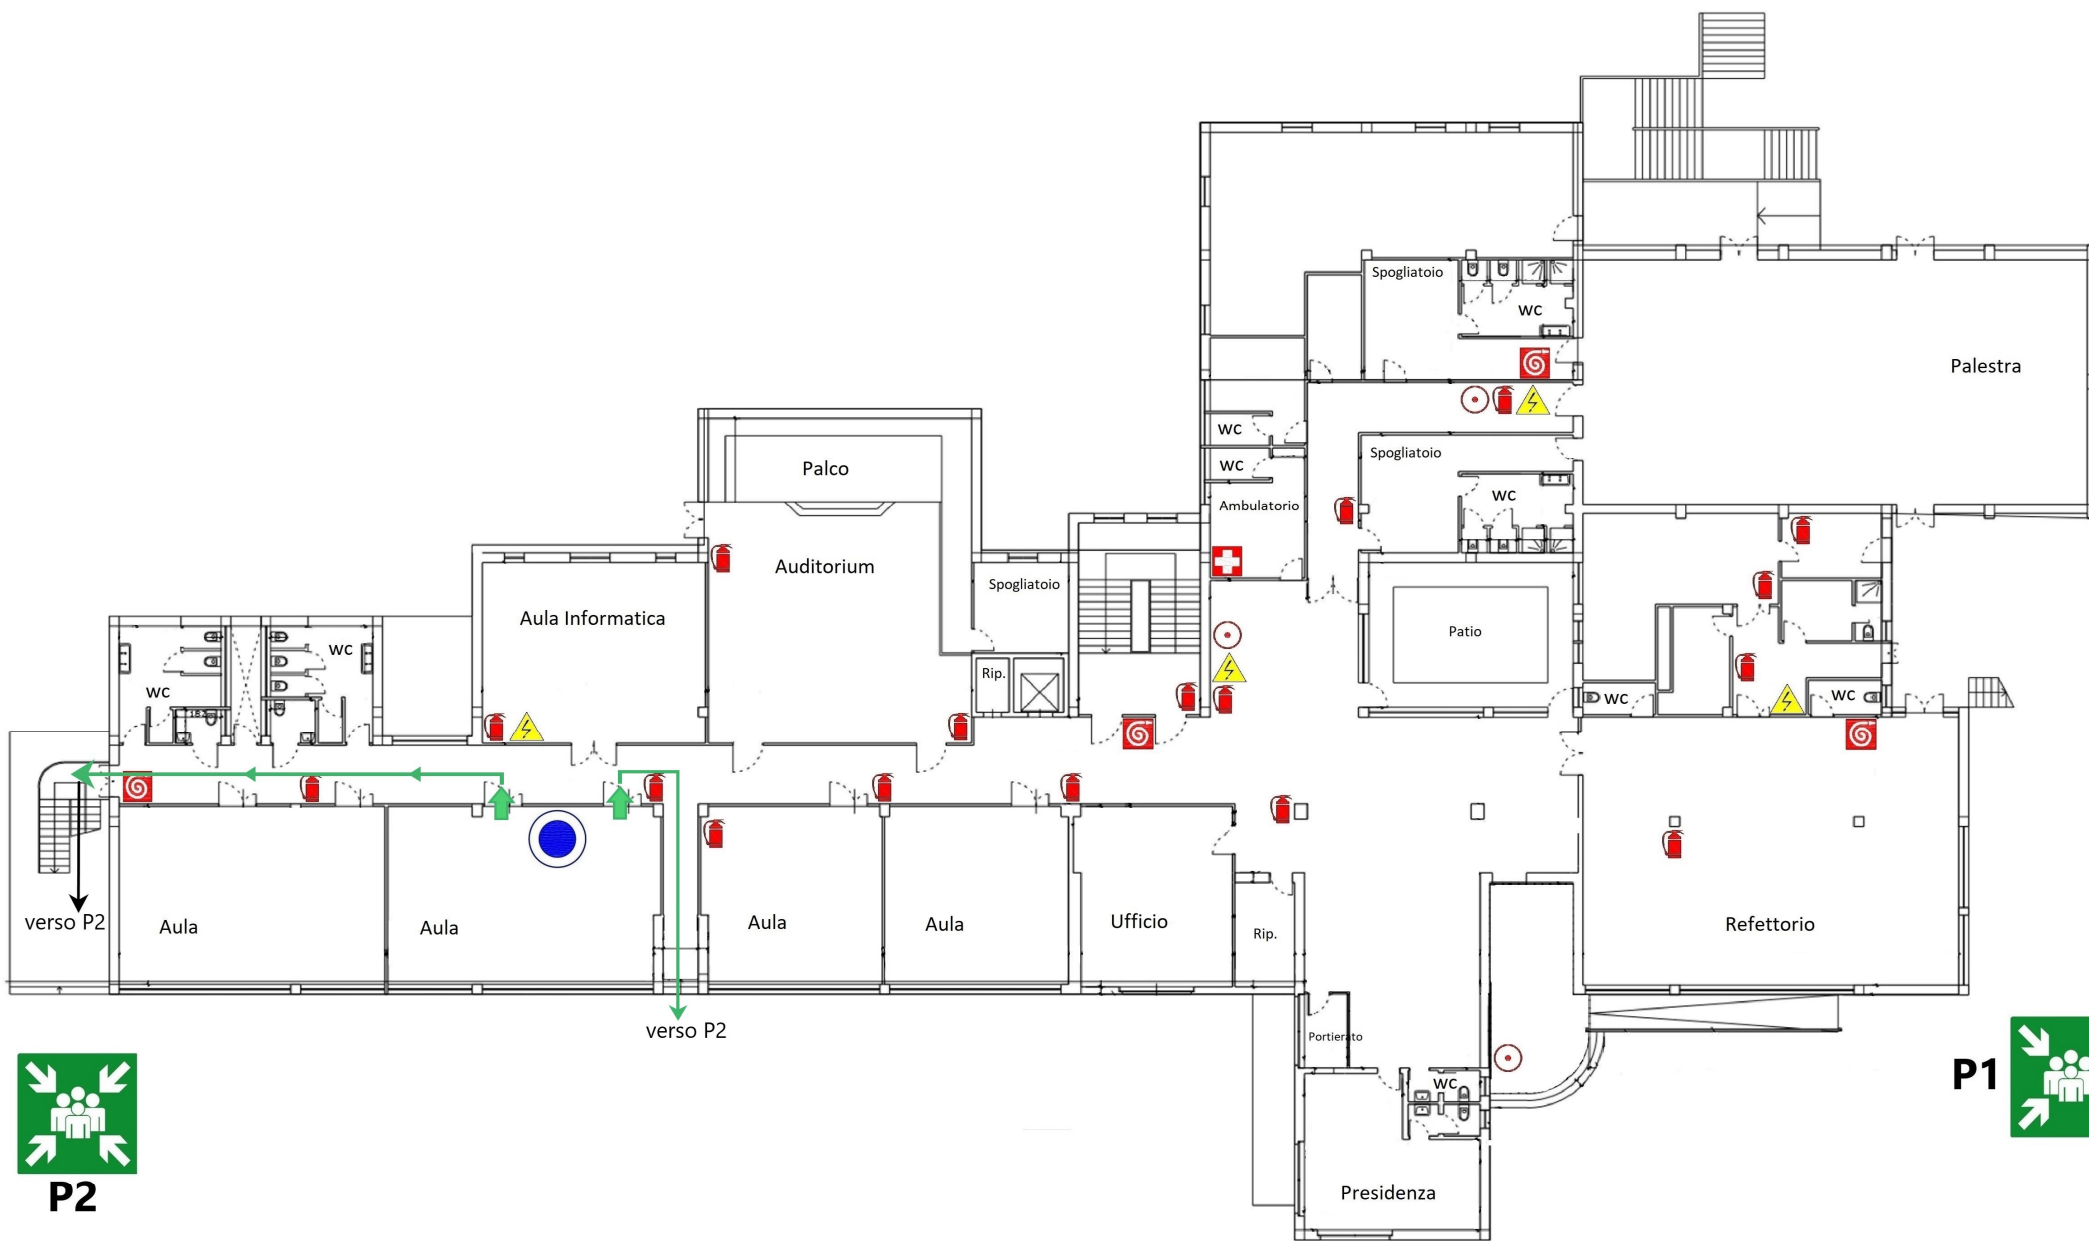 Spogliatoio
wc
Palestra
wc
Spogliatoio
Palco
wc
wc
Ambulatorio
Auditorium
Spogliatoio
Aula Informatica
Patio
wc
Rip.
wc
wc
wc
verso P2
Aula
Aula
Aula
Aula
Ufficio
Rip.
Refettorio
verso P2
Portierato
P1
wc
P2
Presidenza